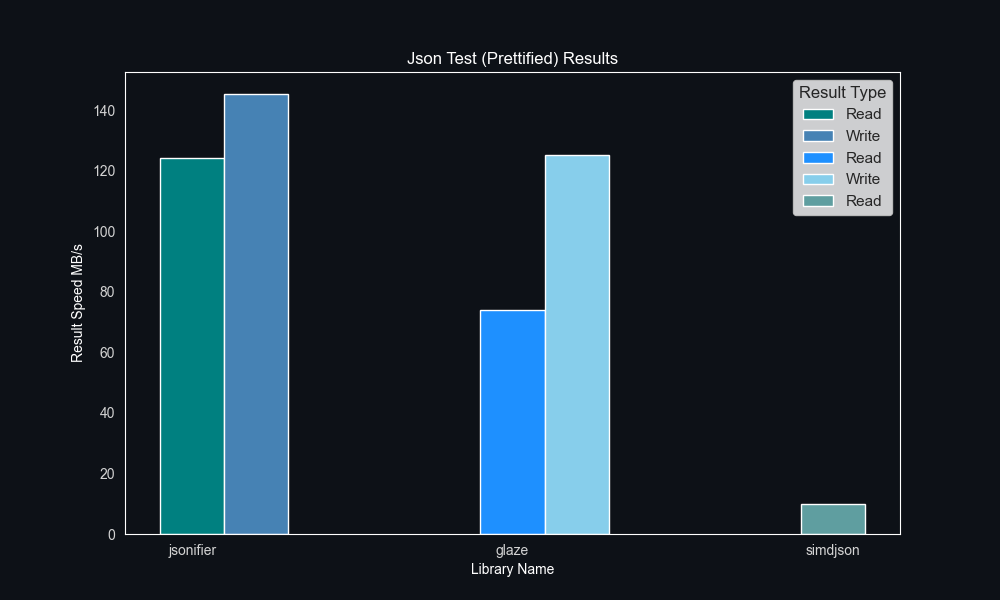 Json Test (Prettified) Results
Result Type
Read
Write
Read
Write
Read
Result Speed MB/s
140
120
100
80
60
40
20
0
jsonifier
glaze
simdjson
Library Name